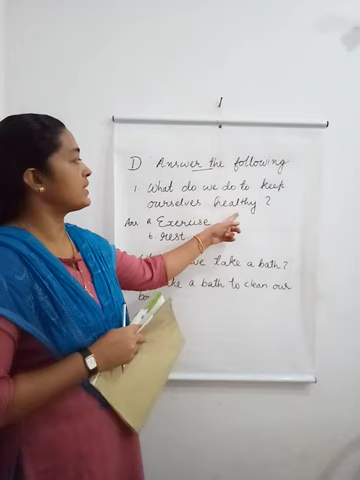 D Answer the following
1. What do we do to keep
ourselves healthy?
Ans a. Exercise
b. rest
we take a bath?
take a bath to clean our